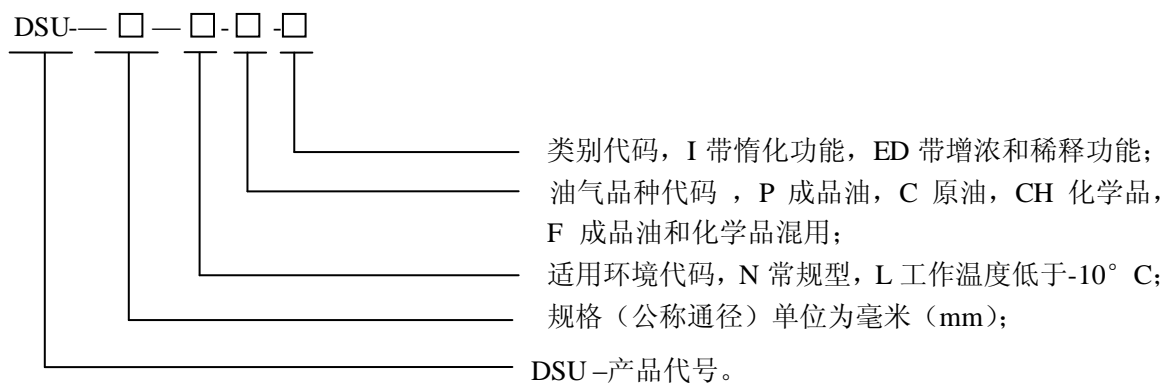 DSU-— □ — □ - □ -□
类别代码，I 带惰化功能，ED 带增浓和稀释功能；
油气品种代码 ，P 成品油，C 原油，CH 化学品，
F 成品油和化学品混用；
适用环境代码，N 常规型，L 工作温度低于-10°C；
规格（公称通径）单位为毫米（mm）；
DSU –产品代号。